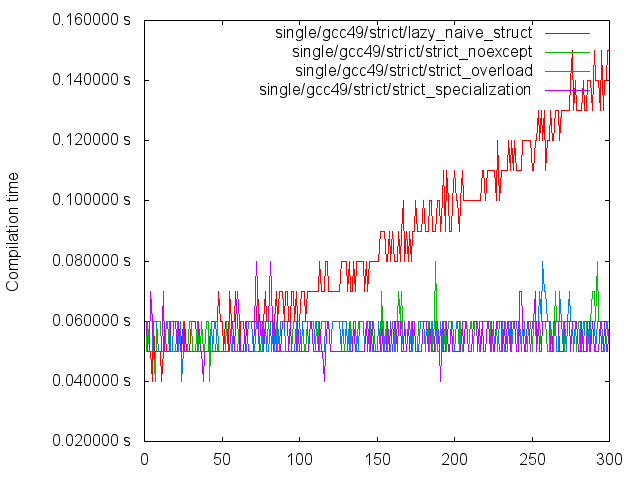 0.160000 s
single/gcc49/strict/lazy_naive_struct
single/gcc49/strict/strict_noexcept
single/gcc49/strict/strict_overload
single/gcc49/strict/strict_specialization
0.140000 s
0.120000 s
0.100000 s
0.080000 s
0.060000 s
0.040000 s
0.020000 s
Compilation time
0 50 100 150 200 250 300